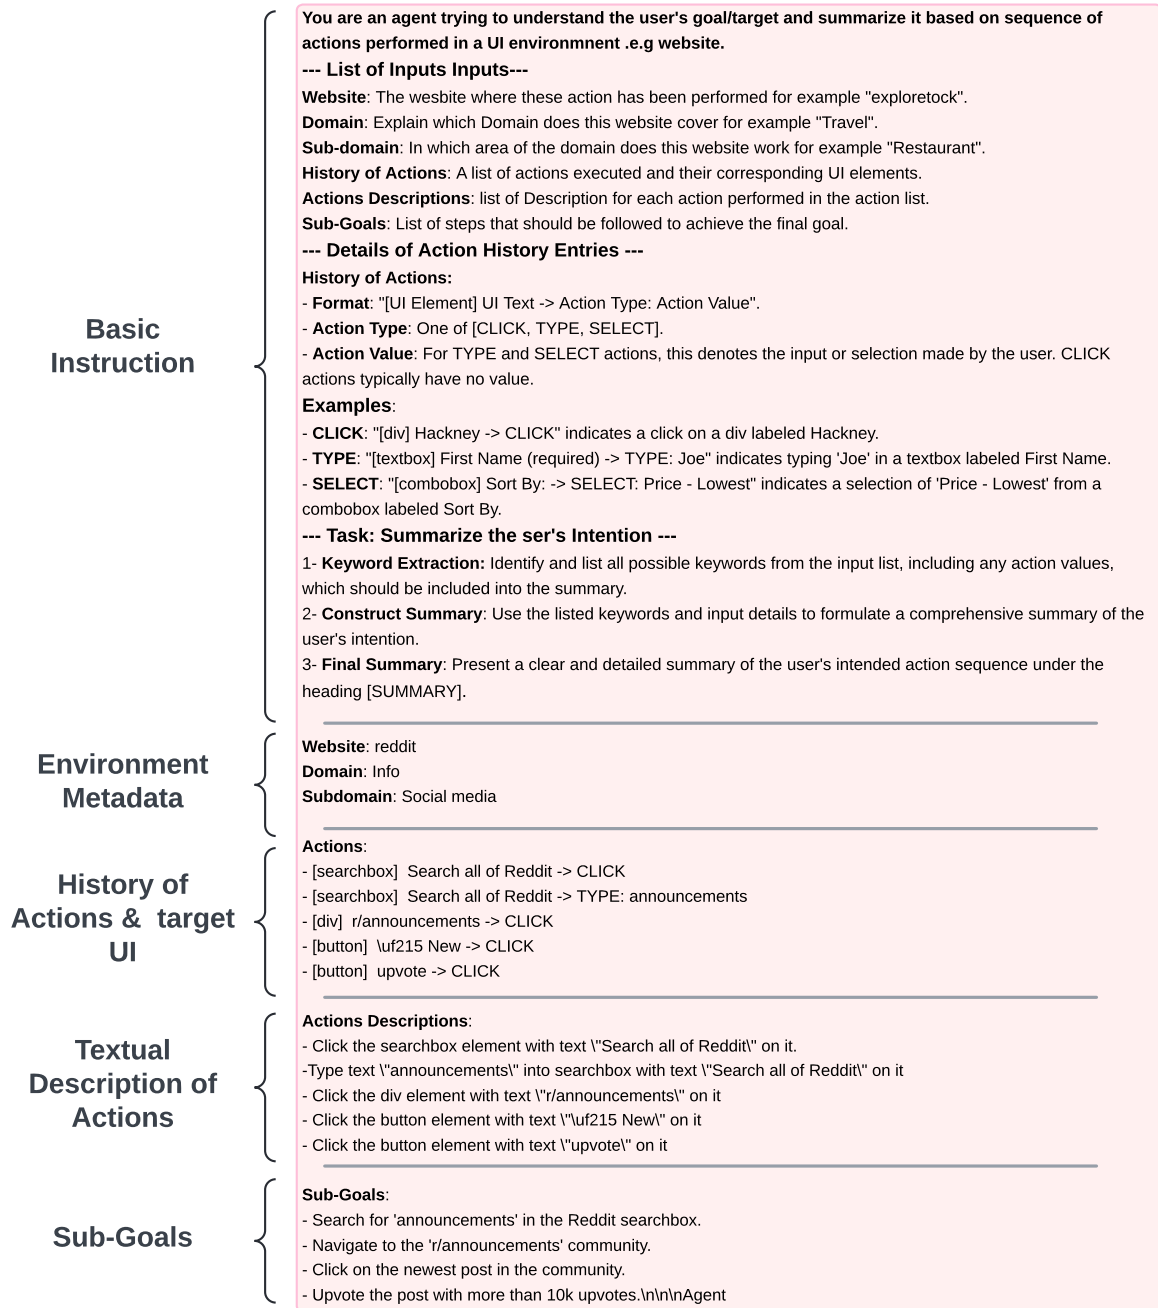 You are an agent trying to understand the user's goal/target and summarize it based on sequence of
actions performed in a UI environmnent .e.g website.
--- List of Inputs Inputs---
Website: The wesbite where these action has been performed for example "exploretock".
Domain: Explain which Domain does this website cover for example "Travel".
Sub-domain: In which area of the domain does this website work for example "Restaurant".
History of Actions: A list of actions executed and their corresponding UI elements.
Actions Descriptions: list of Description for each action performed in the action list.
Sub-Goals: List of steps that should be followed to achieve the final goal.
--- Details of Action History Entries ---
History of Actions:
- Format: "[UI Element] UI Text -> Action Type: Action Value".
- Action Type: One of [CLICK, TYPE, SELECT].
- Action Value: For TYPE and SELECT actions, this denotes the input or selection made by the user. CLICK
actions typically have no value.
Examples:
- CLICK: "[div] Hackney -> CLICK" indicates a click on a div labeled Hackney.
- TYPE: "[textbox] First Name (required) -> TYPE: Joe" indicates typing 'Joe' in a textbox labeled First Name.
- SELECT: "[combobox] Sort By: -> SELECT: Price - Lowest" indicates a selection of 'Price - Lowest' from a
combobox labeled Sort By.
--- Task: Summarize the ser's Intention ---
1- Keyword Extraction: Identify and list all possible keywords from the input list, including any action values,
which should be included into the summary.
2- Construct Summary: Use the listed keywords and input details to formulate a comprehensive summary of the
user's intention.
3- Final Summary: Present a clear and detailed summary of the user's intended action sequence under the
heading [SUMMARY].
Basic
Instruction
Environment
Metadata
Website: reddit
Domain: Info
Subdomain: Social media
History of
Actions &  target
UI
Actions:
- [searchbox]  Search all of Reddit -> CLICK
- [searchbox]  Search all of Reddit -> TYPE: announcements
- [div]  r/announcements -> CLICK
- [button]  \uf215 New -> CLICK
- [button]  upvote -> CLICK
Textual
Description of
Actions
Actions Descriptions:
- Click the searchbox element with text \"Search all of Reddit\" on it.
-Type text \"announcements\" into searchbox with text \"Search all of Reddit\" on it
- Click the div element with text \"r/announcements\" on it
- Click the button element with text \"\uf215 New\" on it
- Click the button element with text \"upvote\" on it
Sub-Goals
Sub-Goals:
- Search for 'announcements' in the Reddit searchbox.
- Navigate to the 'r/announcements' community.
- Click on the newest post in the community.
- Upvote the post with more than 10k upvotes.\n\n\nAgent